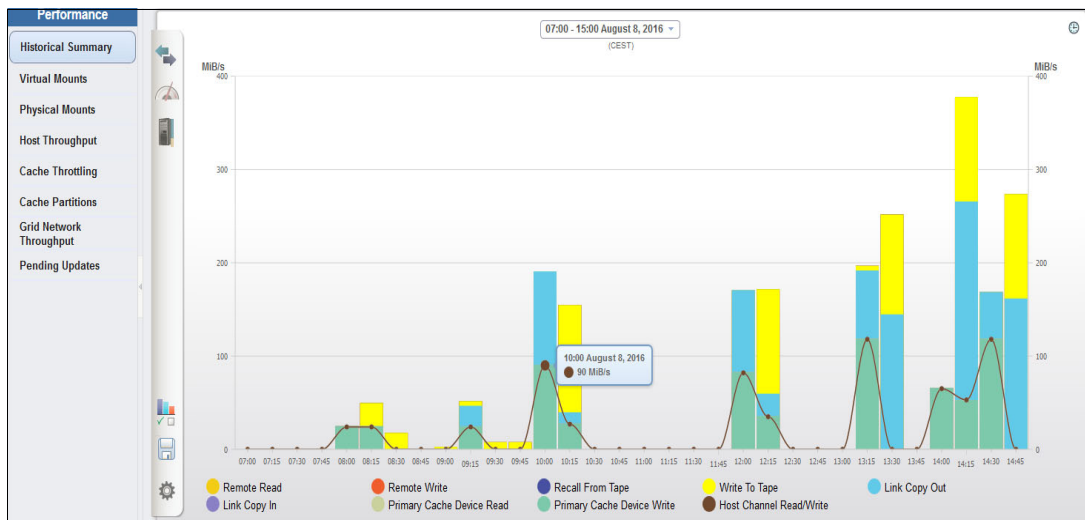 Performance
Historical Summary
Virtual Mounts
Physical Mounts
Host Throughput
Cache Throttling
Cache Partitions
Grid Network
Throughput
Pending Updates
07:00 - 15:00 August 8, 2016
(CEST)
MiB/s MiB/s
400 400
300 300
200 200
100 100
10:00 August 8, 2016
90 MiB/s
0 0
07:00 07:15 07:30 07:45 08:00 08:15 08:30 08:45 09:00 09:15 09:30 09:45 10:00 10:15 10:30 10:45 11:00 11:15 11:30 11:45 12:00 12:15 12:30 12:45 13:00 13:15 13:30 13:45 14:00 14:15 14:30 14:45
Remote Read Remote Write Recall From Tape Write To Tape Link Copy Out
Link Copy In Primary Cache Device Read Primary Cache Device Write Host Channel Read/Write